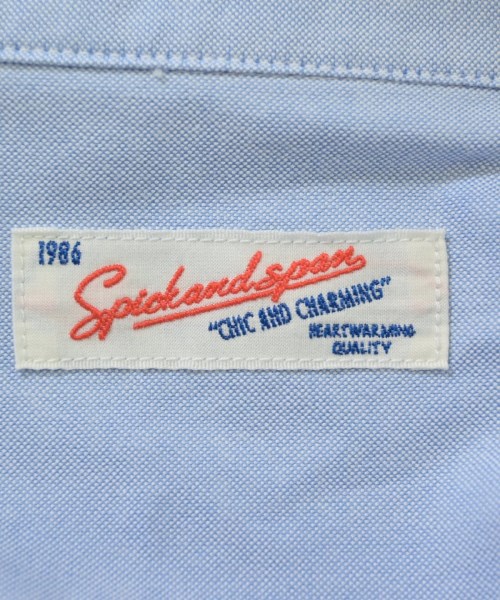 1986
Spickandspan
"CHIC AND CHARMING"
HEARTWARMING
QUALITY